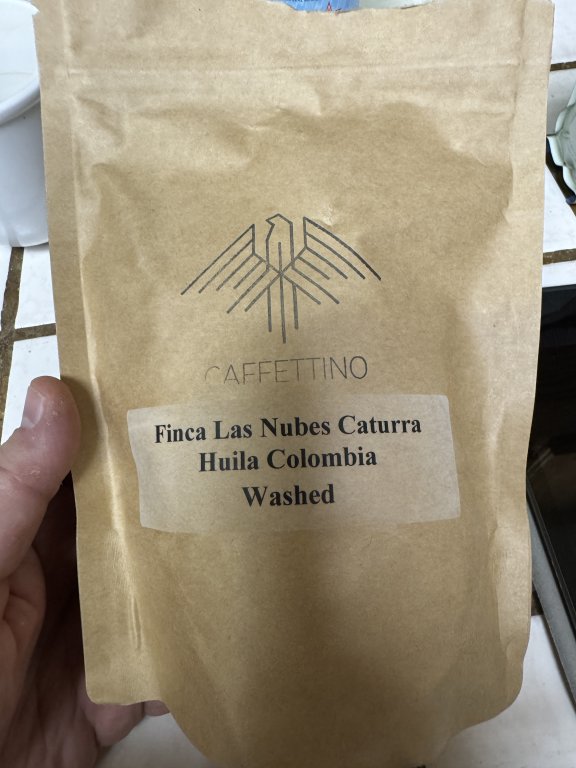 CAFFETTINO
Finca Las Nubes Caturra
Huila Colombia
Washed